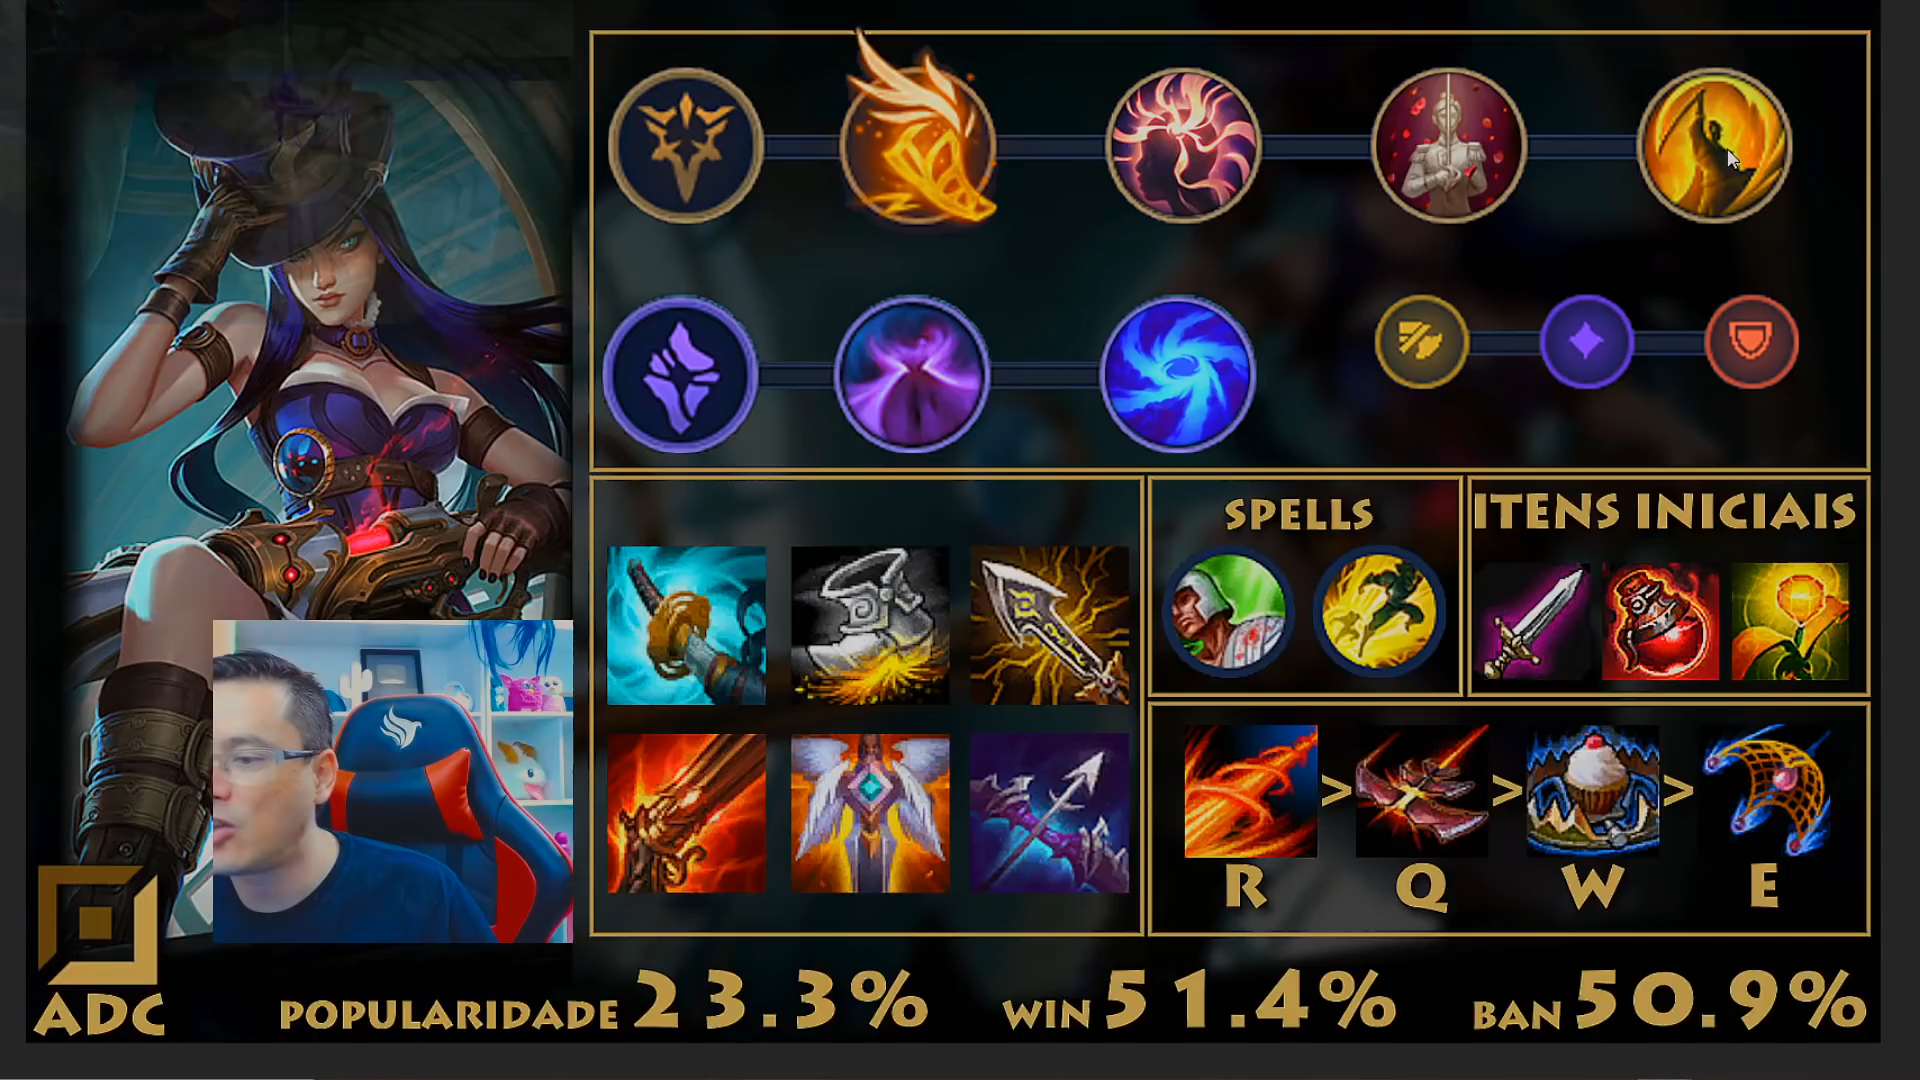 SPELLS
ITENS INICIAIS
R > Q > W > E
ADC
POPULARIDADE 23.3%
WIN 51.4%
BAN 50.9%